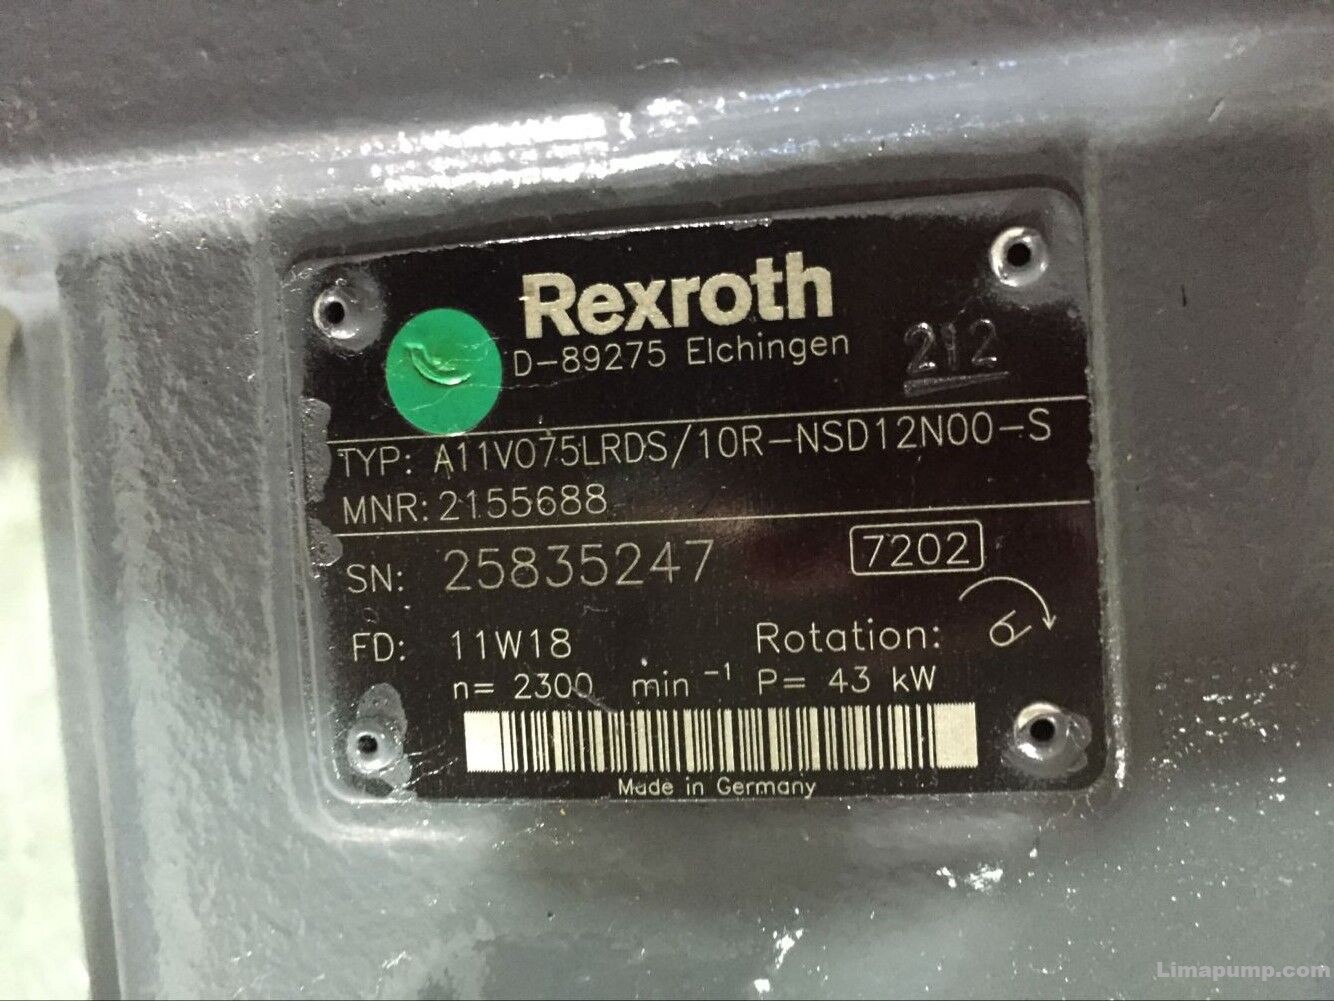 Rexroth
D-89275 Elchingen
212
TYP: A11VO75LRDS/10R-NSD12N00-S
MNR: 2155688
SN: 25835247
7202
FD: 11W18
Rotation:
n= 2300 min⁻¹ P= 43 kW
Made in Germany
Limapump.com